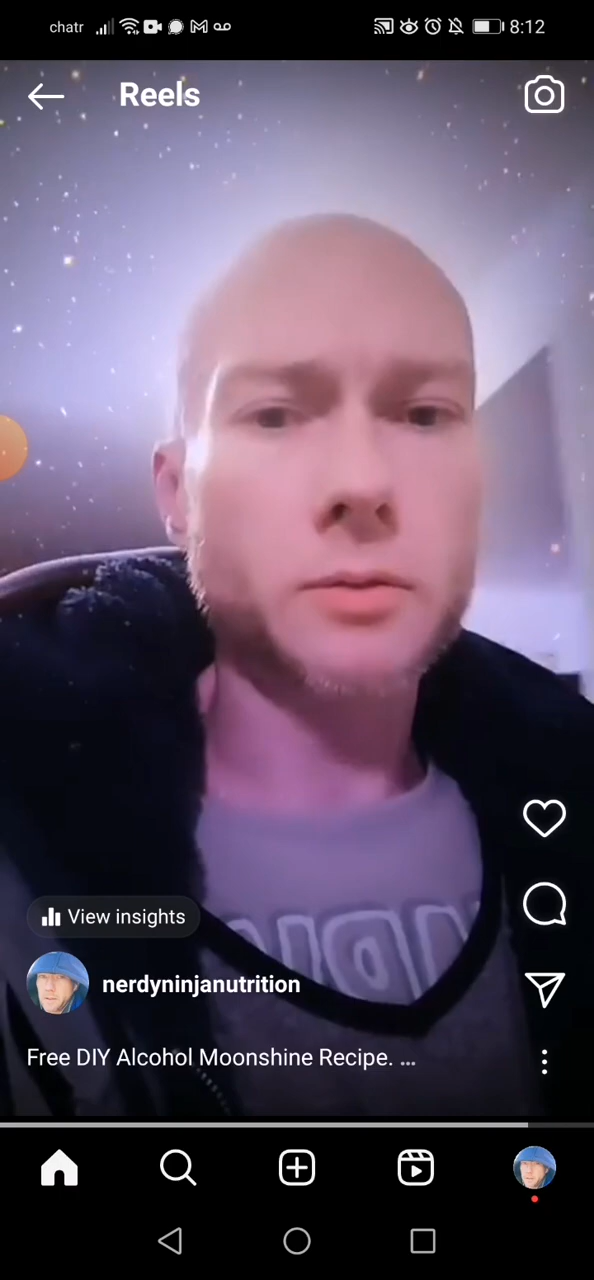 chatr 8:12
Reels
View insights
nerdyninjanutrition
Free DIY Alcohol Moonshine Recipe. ...